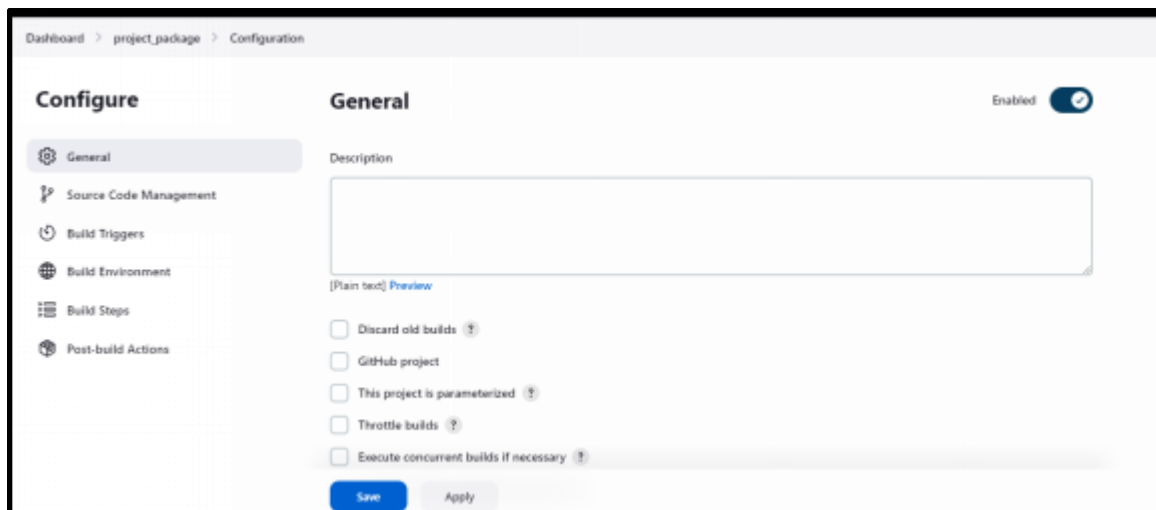 Dashboard > project_package > Configuration
Configure
General
Source Code Management
Build Triggers
Build Environment
Build Steps
Post-build Actions
General
Enabled
Description
[Plain text] Preview
Discard old builds ?
GitHub project
This project is parameterized ?
Throttle builds ?
Execute concurrent builds if necessary ?
Save
Apply